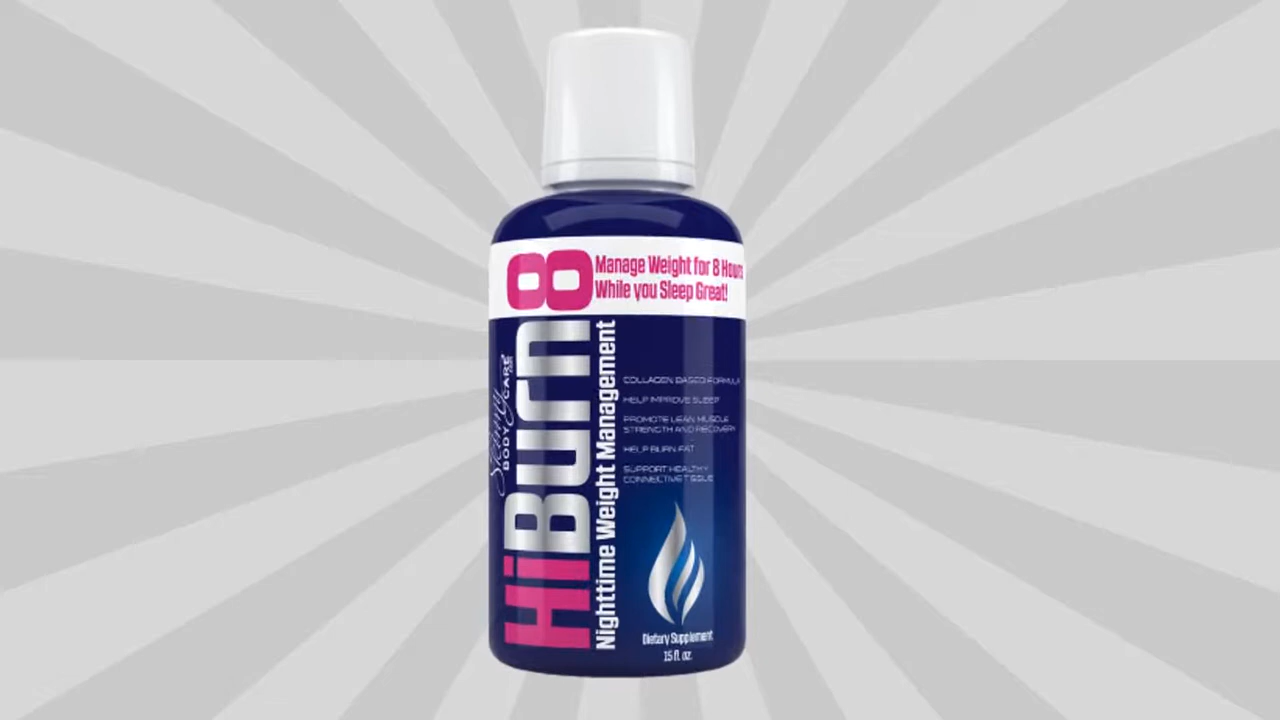 8
Manage Weight for 8 Hours
While you Sleep Great!
HiBurn
Nighttime Weight Management
Skinny
BODY CARE
COLLAGEN BASED FORMULA
HELP IMPROVE SLEEP
PROMOTE LEAN MUSCLE
STRENGTH AND RECOVERY
HELP BURN FAT
SUPPORT HEALTHY
CONNECTIVE TISSUE
Dietary Supplement
15 fl. oz.